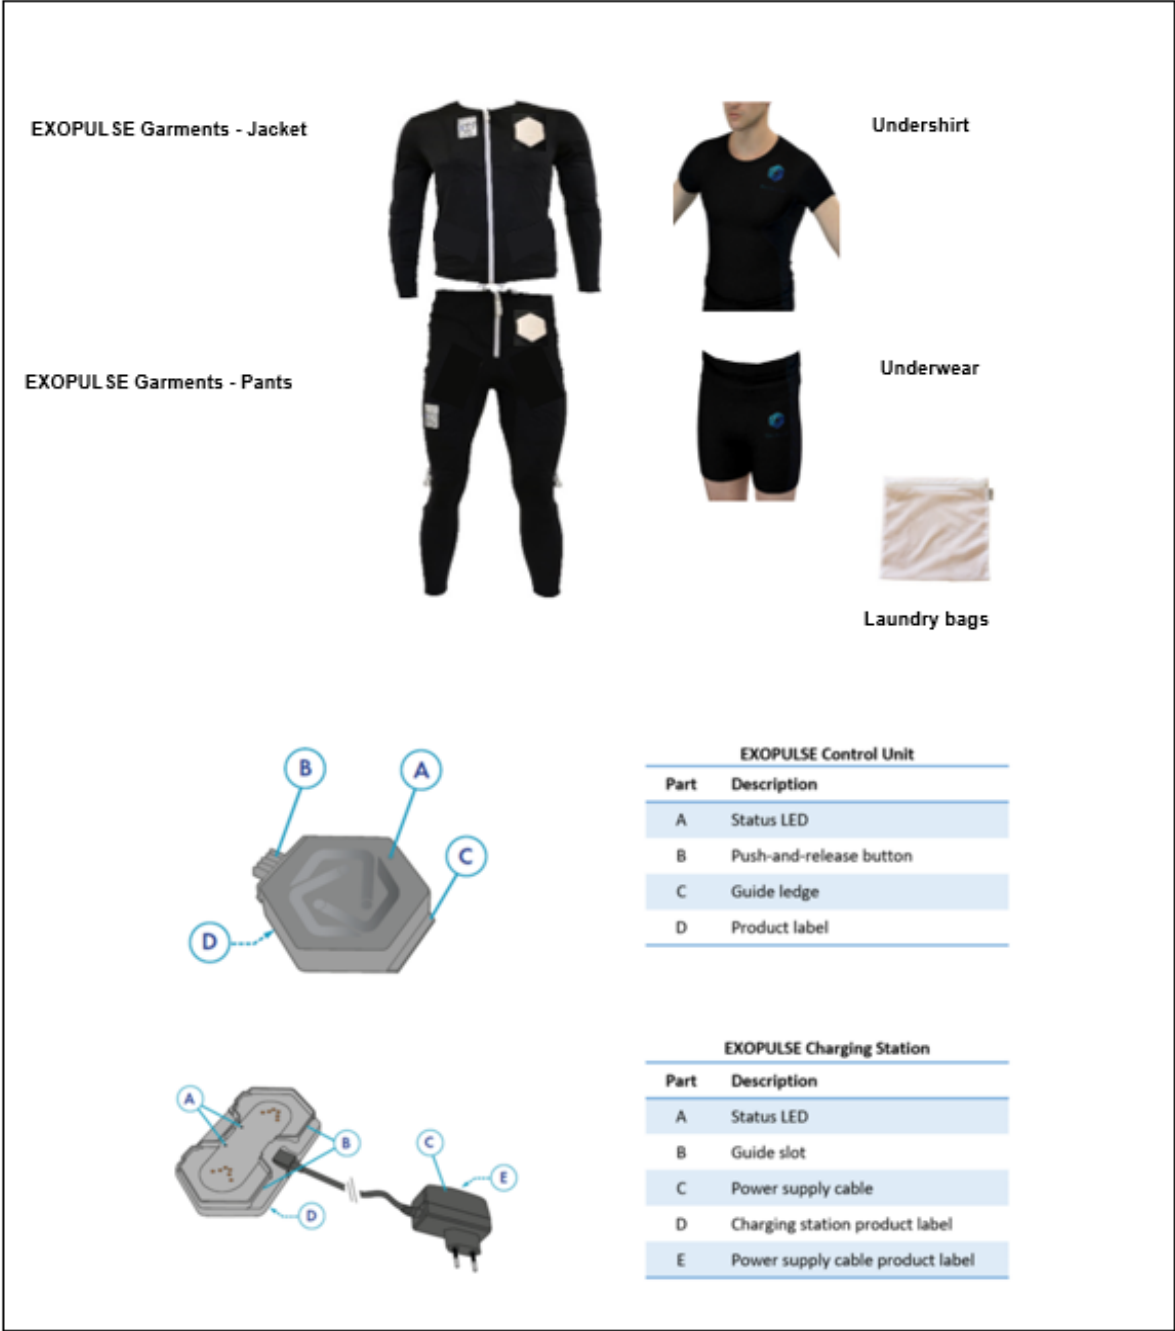 EXOPULSE Garments - Jacket
Undershirt
EXOPULSE Garments - Pants
Underwear
Laundry bags
B
A
C
D
EXOPULSE Control Unit
Part Description
A Status LED
B Push-and-release button
C Guide ledge
D Product label
A
B
C
E
D
EXOPULSE Charging Station
Part Description
A Status LED
B Guide slot
C Power supply cable
D Charging station product label
E Power supply cable product label